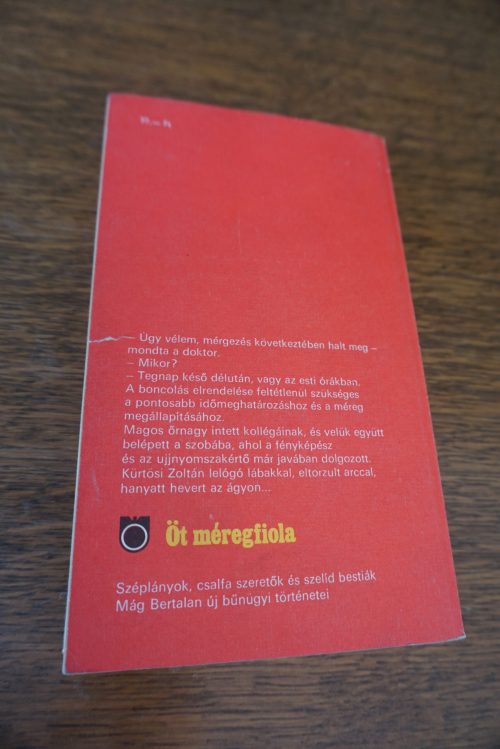 – Úgy vélem, mérgezés következtében halt meg –
mondta a doktor.
– Mikor?
– Tegnap késő délután, vagy az esti órákban.
A boncolás elrendelése feltétlenül szükséges
a pontosabb időmeghatározáshoz és a méreg
megállapításához.
Magos őrnagy intett kollégáinak, és velük együtt
belépett a szobába, ahol a fényképész
és az ujjnyomszakértő már javában dolgozott.
Kürtösi Zoltán lelógó lábakkal, eltorzult arccal,
hanyatt hevert az ágyon...
Öt méregfiola
Széplányok, csalfa szeretők és szelíd bestiák
Mág Bertalan új bűnügyi történetei